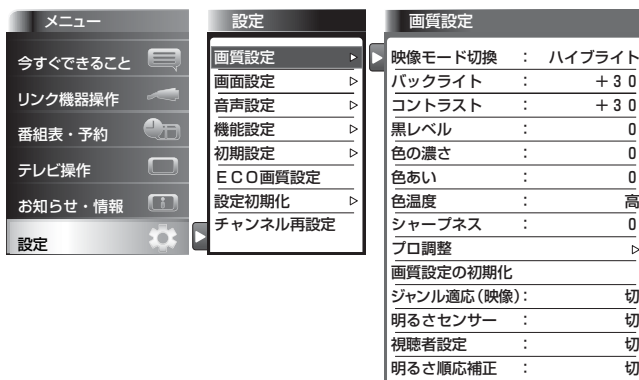 メニュー
今すぐできること
リンク機器操作
番組表・予約
テレビ操作
お知らせ・情報
設定
設定
画質設定
画面設定
音声設定
機能設定
初期設定
ECO画質設定
設定初期化
チャンネル再設定
画質設定
映像モード切換 : ハイブライト
バックライト : +30
コントラスト : +30
黒レベル : 0
色の濃さ : 0
色あい : 0
色温度 : 高
シャープネス : 0
プロ調整
画質設定の初期化
ジャンル適応(映像): 切
明るさセンサー : 切
視聴者設定 : 切
明るさ順応補正 : 切